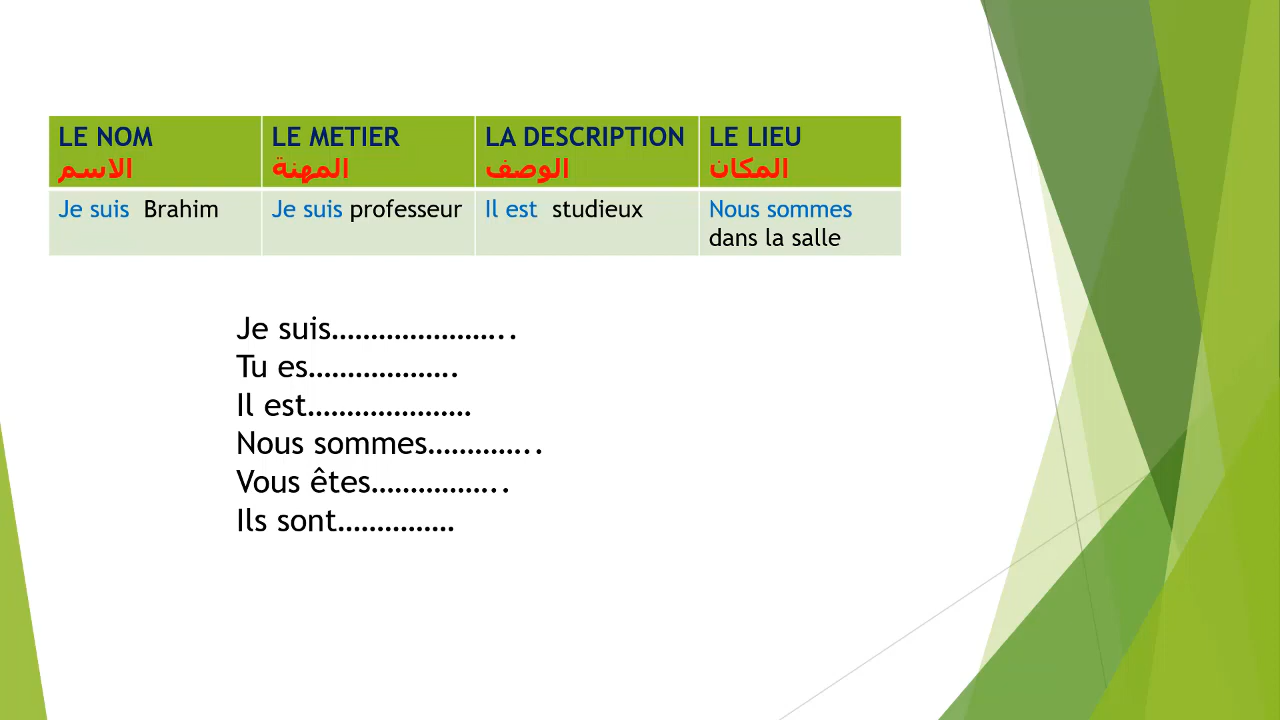 LE NOM LE METIER LA DESCRIPTION LE LIEU
الاسم المهنة الوصف المكان
Je suis Brahim Je suis professeur Il est studieux Nous sommes
dans la salle
Je suis…………………..
Tu es……………….
Il est…………………
Nous sommes…………..
Vous êtes……………..
Ils sont……………